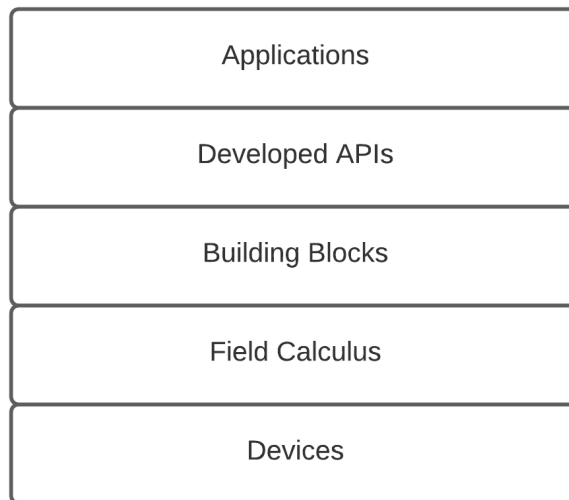 Applications
Developed APIs
Building Blocks
Field Calculus
Devices